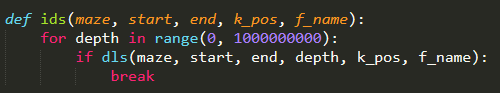 def ids(maze, start, end, k_pos, f_name):
    for depth in range(0, 1000000000):
        if dls(maze, start, end, depth, k_pos, f_name):
            break